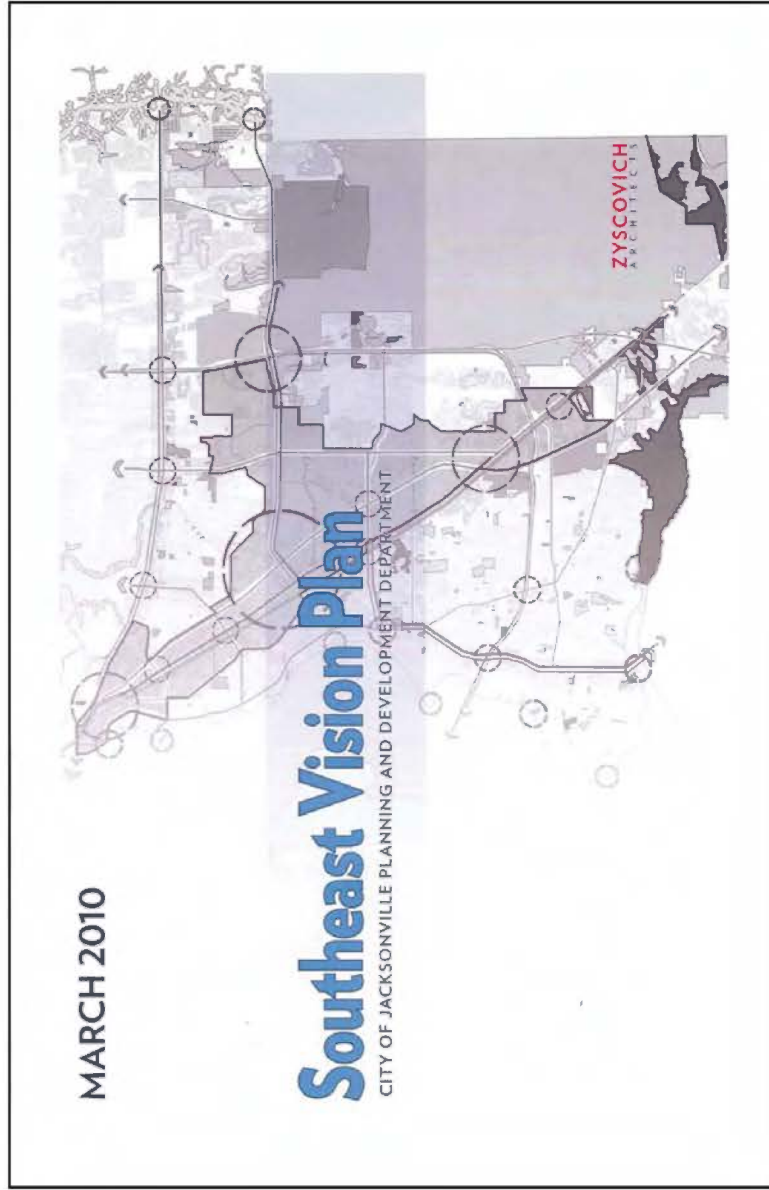 MARCH 2010
Southeast Vision Plan
CITY OF JACKSONVILLE PLANNING AND DEVELOPMENT DEPARTMENT
ZYSCOVICH
ARCHITECTS